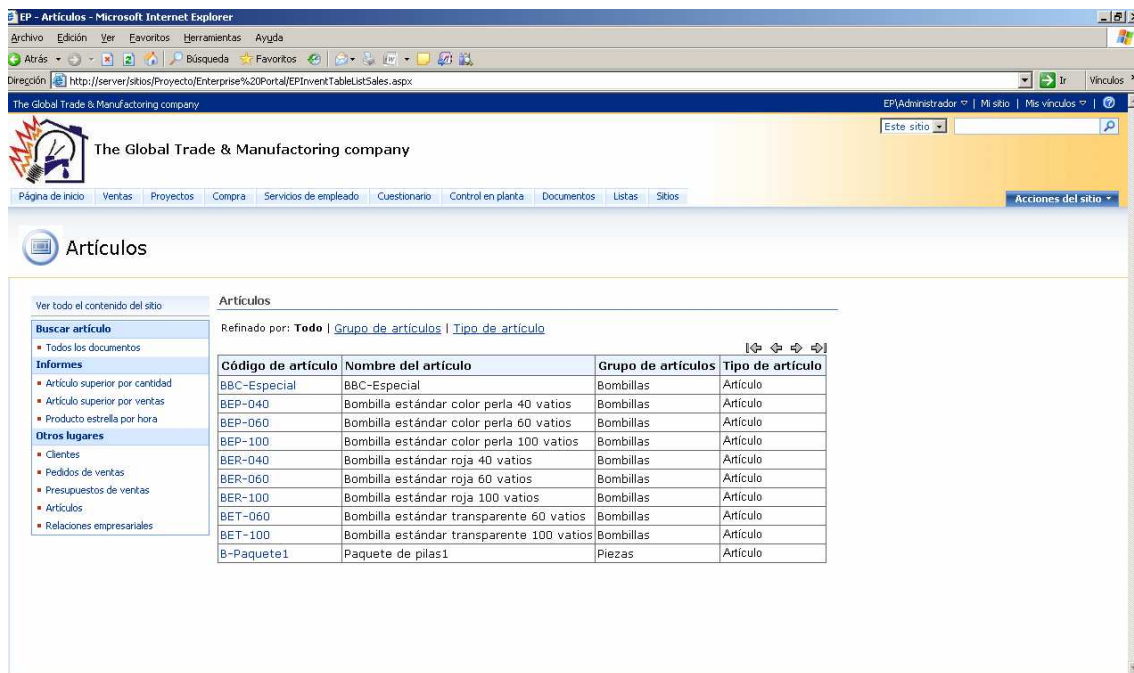 EP - Artículos - Microsoft Internet Explorer
Archivo Edición Ver Favoritos Herramientas Ayuda
Atrás Búsqueda Favoritos
Dirección http://server/sitios/Proyecto/Enterprise%20Portal/EPInventTableListSales.aspx Ir Vínculos
The Global Trade & Manufactoring company EP\Administrador | Mi sitio | Mis vínculos |
Este sitio
The Global Trade & Manufactoring company
Página de inicio Ventas Proyectos Compra Servicios de empleado Cuestionario Control en planta Documentos Listas Sitios Acciones del sitio
Artículos
Ver todo el contenido del sitio
Buscar artículo
Todos los documentos
Informes
Artículo superior por cantidad
Artículo superior por ventas
Producto estrella por hora
Otros lugares
Clientes
Pedidos de ventas
Presupuestos de ventas
Artículos
Relaciones empresariales
Artículos
Refinado por: Todo | Grupo de artículos | Tipo de artículo
Código de artículo Nombre del artículo Grupo de artículos Tipo de artículo
BBC-Especial BBC-Especial Bombillas Artículo
BEP-040 Bombilla estándar color perla 40 vatios Bombillas Artículo
BEP-060 Bombilla estándar color perla 60 vatios Bombillas Artículo
BEP-100 Bombilla estándar color perla 100 vatios Bombillas Artículo
BER-040 Bombilla estándar roja 40 vatios Bombillas Artículo
BER-060 Bombilla estándar roja 60 vatios Bombillas Artículo
BER-100 Bombilla estándar roja 100 vatios Bombillas Artículo
BET-060 Bombilla estándar transparente 60 vatios Bombillas Artículo
BET-100 Bombilla estándar transparente 100 vatios Bombillas Artículo
B-Paquete1 Paquete de pilas1 Piezas Artículo